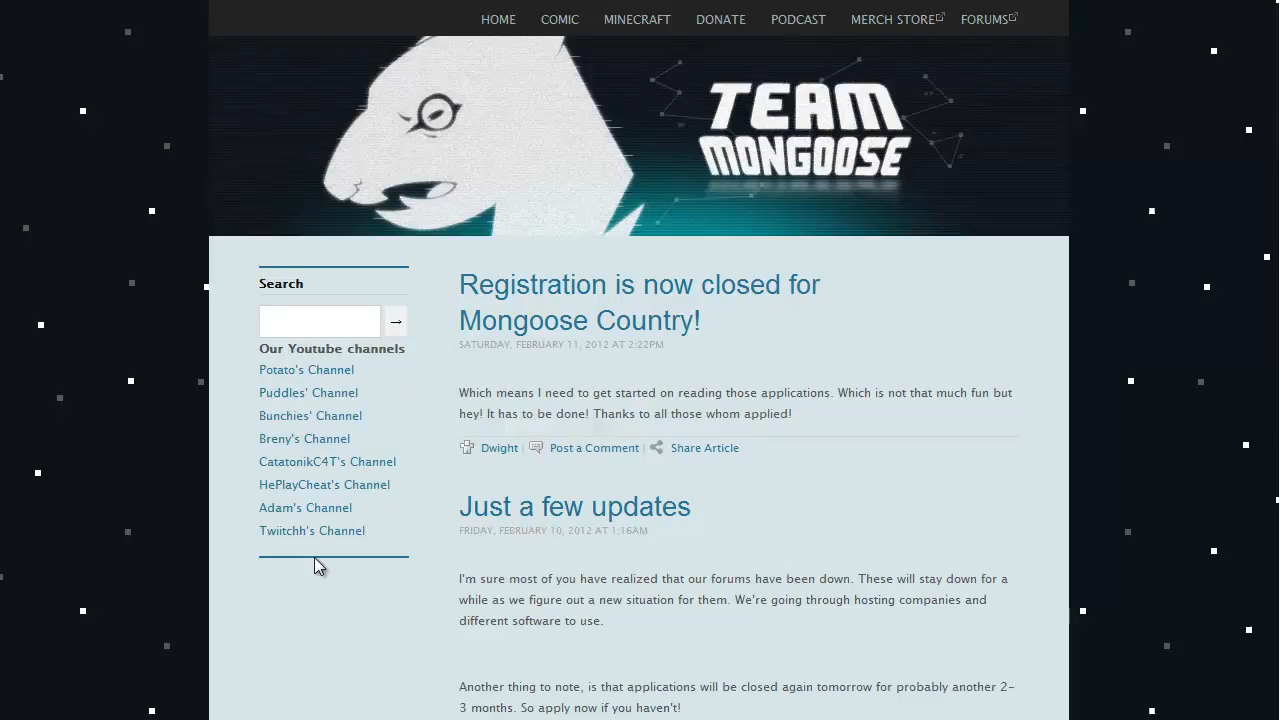 HOME COMIC MINECRAFT DONATE PODCAST MERCH STORE FORUMS
TEAM
MONGOOSE
Search
→
Our Youtube channels
Potato's Channel
Puddles' Channel
Bunchies' Channel
Breny's Channel
CatatonikC4T's Channel
HePlayCheat's Channel
Adam's Channel
Twiitchh's Channel
Registration is now closed for
Mongoose Country!
SATURDAY, FEBRUARY 11, 2012 AT 2:22PM
Which means I need to get started on reading those applications. Which is not that much fun but
hey! It has to be done! Thanks to all those whom applied!
Dwight | Post a Comment | Share Article
Just a few updates
FRIDAY, FEBRUARY 10, 2012 AT 1:16AM
I'm sure most of you have realized that our forums have been down. These will stay down for a
while as we figure out a new situation for them. We're going through hosting companies and
different software to use.
Another thing to note, is that applications will be closed again tomorrow for probably another 2-
3 months. So apply now if you haven't!